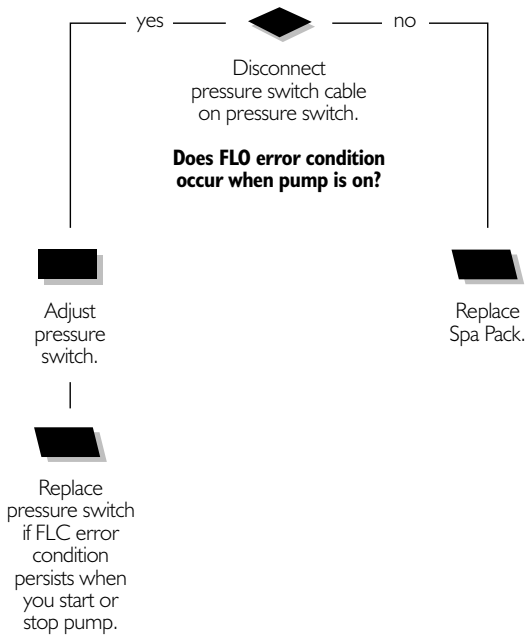 yes
no
Disconnect
pressure switch cable
on pressure switch.
Does FLO error condition
occur when pump is on?
Adjust
pressure
switch.
Replace
Spa Pack.
Replace
pressure switch
if FLC error
condition
persists when
you start or
stop pump.